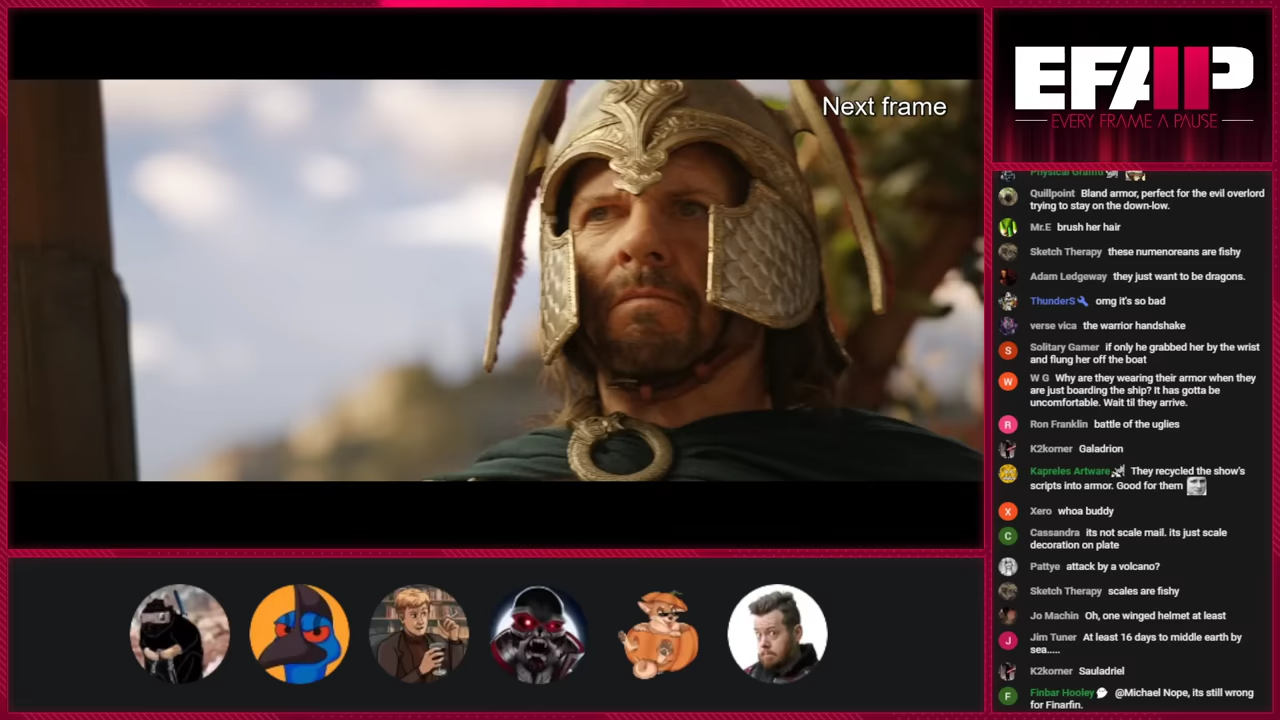 Next frame
EFAP
EVERY FRAME A PAUSE
Physical Graffiti
Quillpoint Bland armor, perfect for the evil overlord
trying to stay on the down-low.
Mr.E brush her hair
Sketch Therapy these numenoreans are fishy
Adam Ledgeway they just want to be dragons.
ThunderS omg it's so bad
verse vica the warrior handshake
S
Solitary Gamer if only he grabbed her by the wrist
and flung her off the boat
W
W G Why are they wearing their armor when they
are just boarding the ship? It has gotta be
uncomfortable. Wait til they arrive.
R
Ron Franklin battle of the uglies
K2korner Galadrion
Kapreles Artware They recycled the show's
scripts into armor. Good for them
X
Xero whoa buddy
C
Cassandra its not scale mail. its just scale
decoration on plate
Pattye attack by a volcano?
Sketch Therapy scales are fishy
Jo Machin Oh, one winged helmet at least
J
Jim Tuner At least 16 days to middle earth by
sea.....
K2korner Sauladriel
F
Finbar Hooley @Michael Nope, its still wrong
for Finarfin.